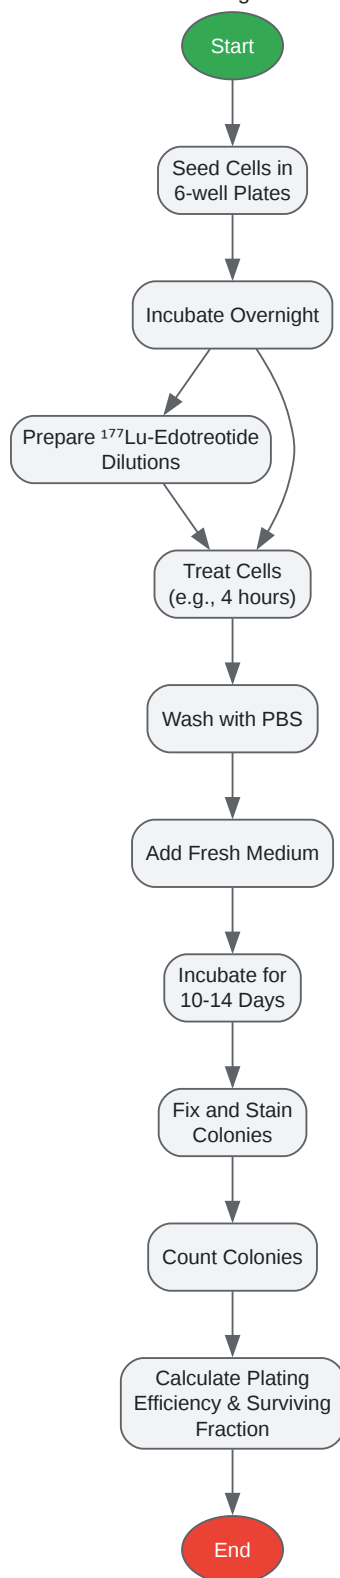 Start
Seed Cells in
6-well Plates
Incubate Overnight
Prepare ¹⁷⁷Lu-Edotreotide
Dilutions
Treat Cells
(e.g., 4 hours)
Wash with PBS
Add Fresh Medium
Incubate for
10-14 Days
Fix and Stain
Colonies
Count Colonies
Calculate Plating
Efficiency & Surviving
Fraction
End